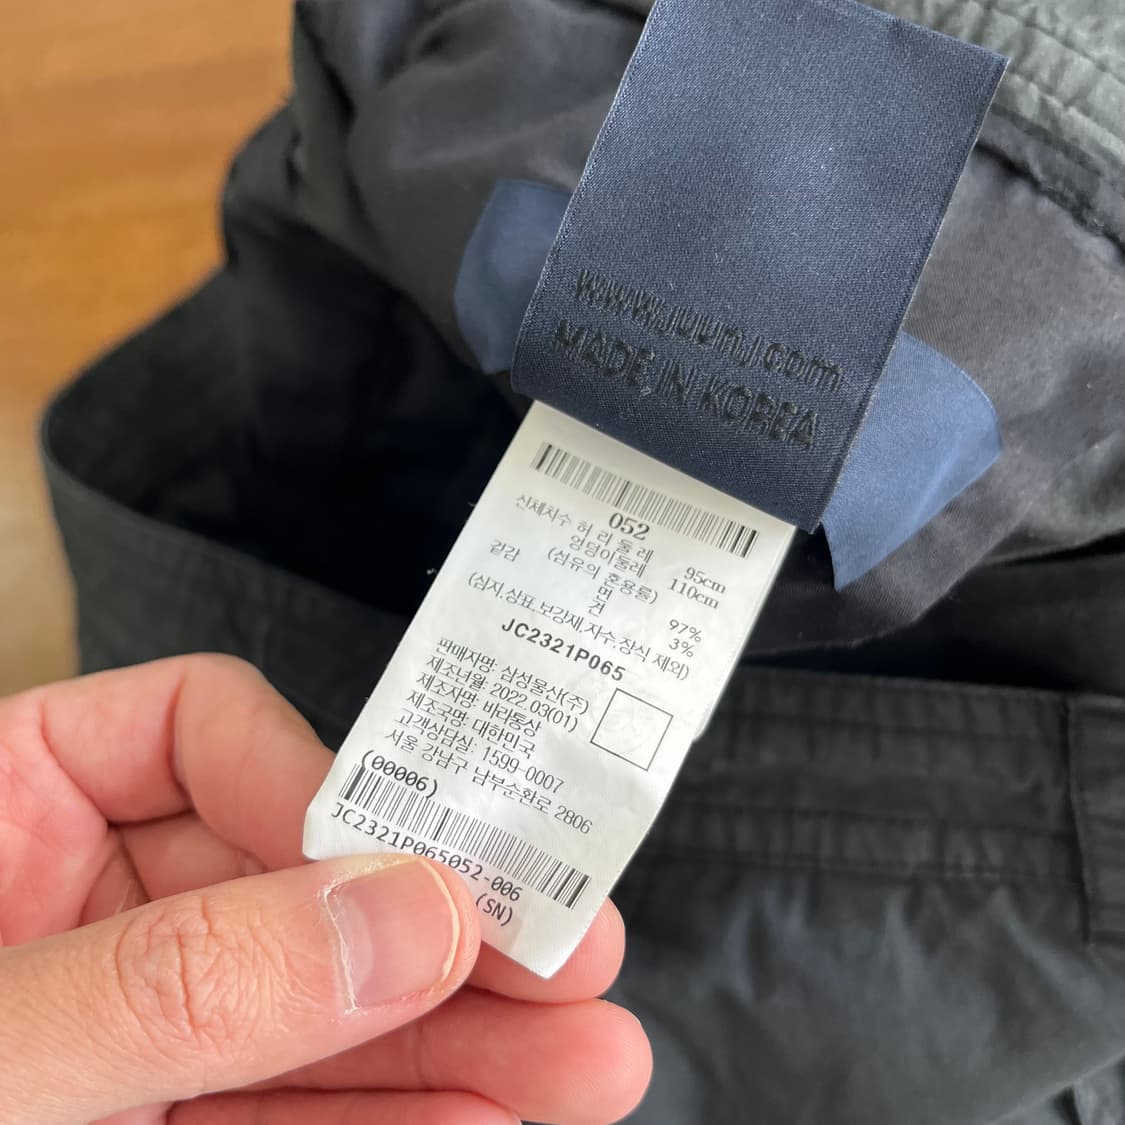 www.juunj.com
MADE IN KOREA
052
신체치수 허 리 둘 레 95cm
엉덩이둘레 110cm
겉감 (섬유의 혼용률)
면 97%
견 3%
(심지,상표,보강재,자수,장식 제외)
JC2321P065
판매자명: 삼성물산(주)
제조년월: 2022.03(01)
제조자명: 비라통상
제조국명: 대한민국
고객상담실: 1599-0007
서울 강남구 남부순환로 2806
(00006)
JC2321P065052-006
(SN)